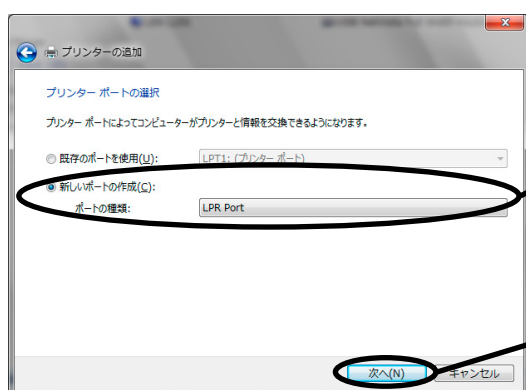 プリンターの追加
プリンター ポートの選択
プリンター ポートによってコンピューターがプリンターと情報を交換できるようになります。
既存のポートを使用(U): LPT1: (プリンター ポート)
新しいポートの作成(C):
ポートの種類: LPR Port
次へ(N) キャンセル